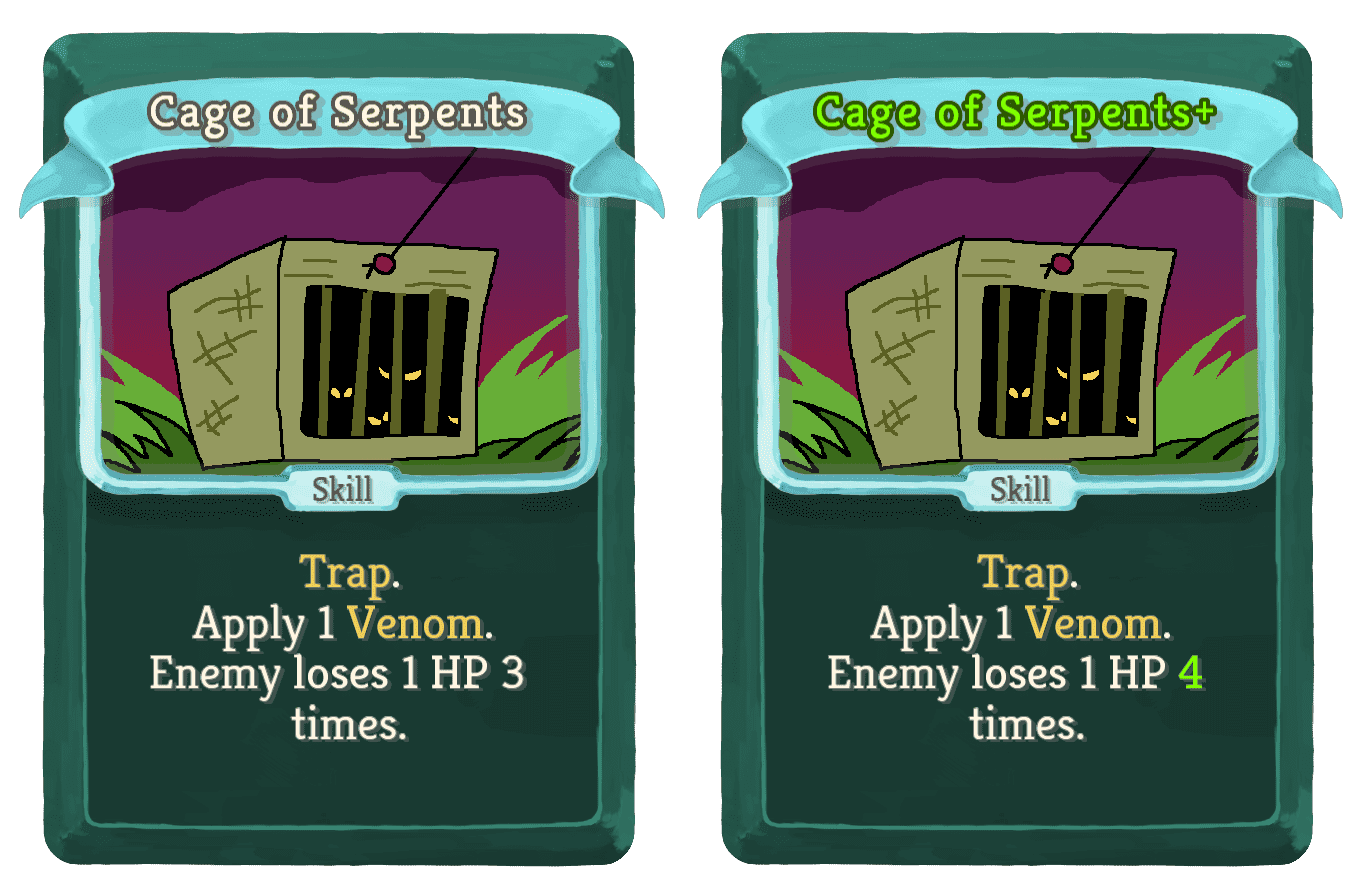 Cage of Serpents
Skill
Trap.
Apply 1 Venom.
Enemy loses 1 HP 3
times.
Cage of Serpents+
Skill
Trap.
Apply 1 Venom.
Enemy loses 1 HP 4
times.